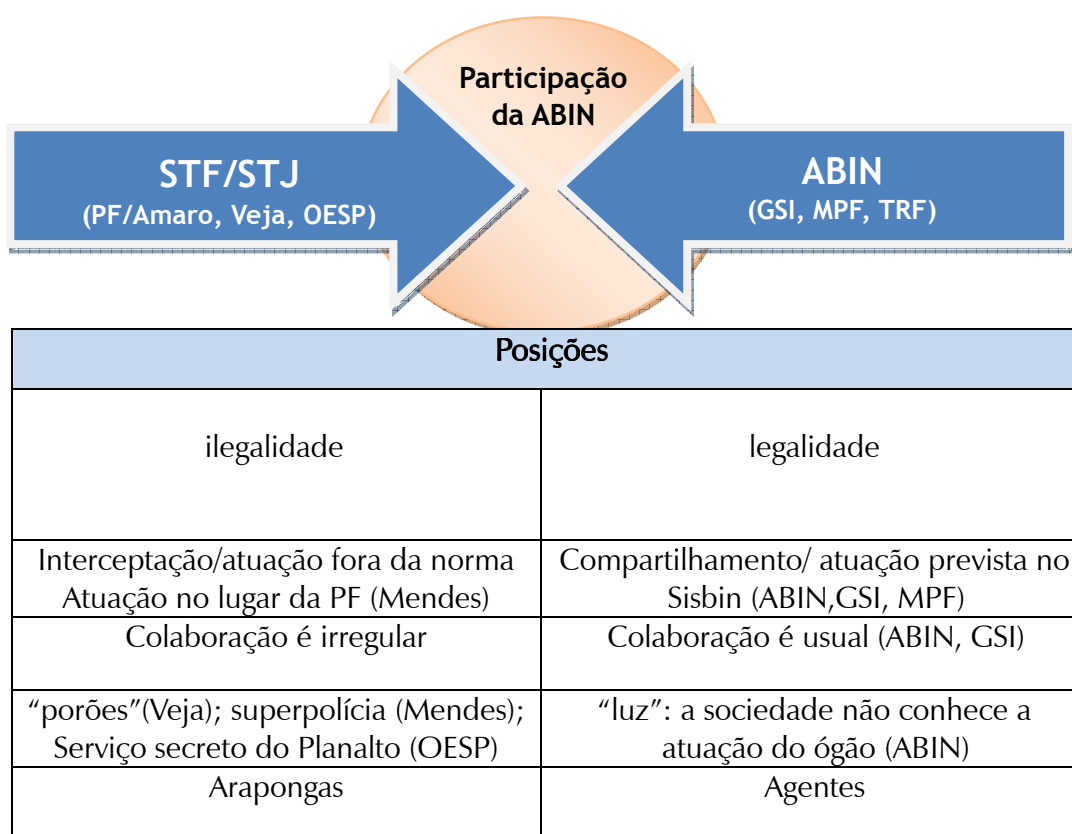 Participação
da ABIN
STF/STJ
(PF/Amaro, Veja, OESP)
ABIN
(GSI, MPF, TRF)
Posições
ilegalidade
legalidade
Interceptação/atuação fora da norma
Atuação no lugar da PF (Mendes)
Compartilhamento/ atuação prevista no
Sisbin (ABIN,GSI, MPF)
Colaboração é irregular
Colaboração é usual (ABIN, GSI)
“porões”(Veja); superpolícia (Mendes);
Serviço secreto do Planalto (OESP)
“luz”: a sociedade não conhece a
atuação do ógão (ABIN)
Arapongas
Agentes